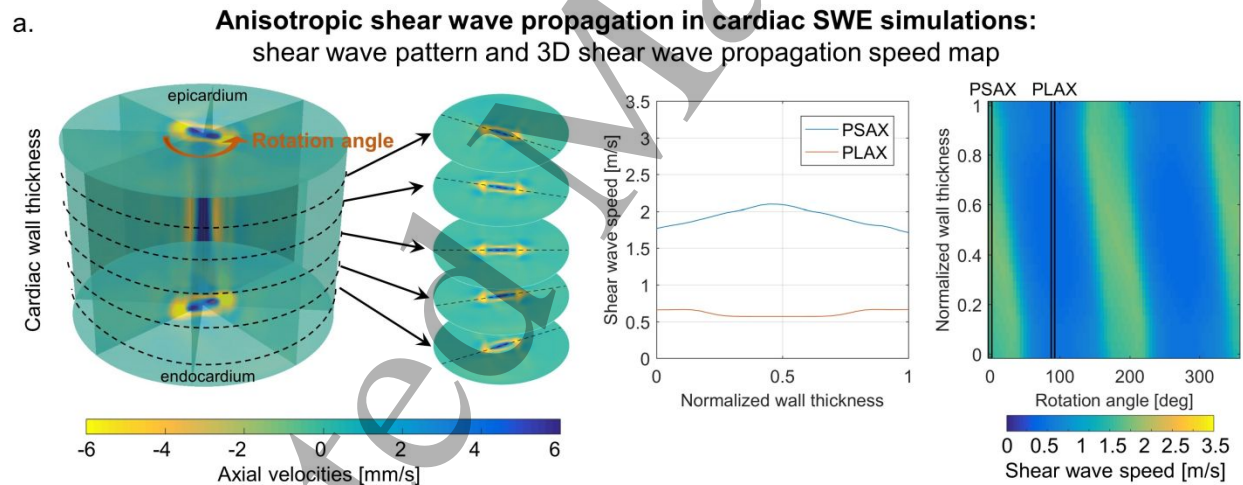 a.
Anisotropic shear wave propagation in cardiac SWE simulations:
shear wave pattern and 3D shear wave propagation speed map
Cardiac wall thickness
epicardium
Rotation angle
endocardium
-6 -4 -2 0 2 4 6
Axial velocities [mm/s]
Shear wave speed [m/s]
3.5
3
2.5
2
1.5
1
0.5
0
PSAX
PLAX
0 0.5 1
Normalized wall thickness
PSAX PLAX
Normalized wall thickness
1
0.8
0.6
0.4
0.2
0
0 100 200 300
Rotation angle [deg]
0 0.5 1 1.5 2 2.5 3.5
Shear wave speed [m/s]